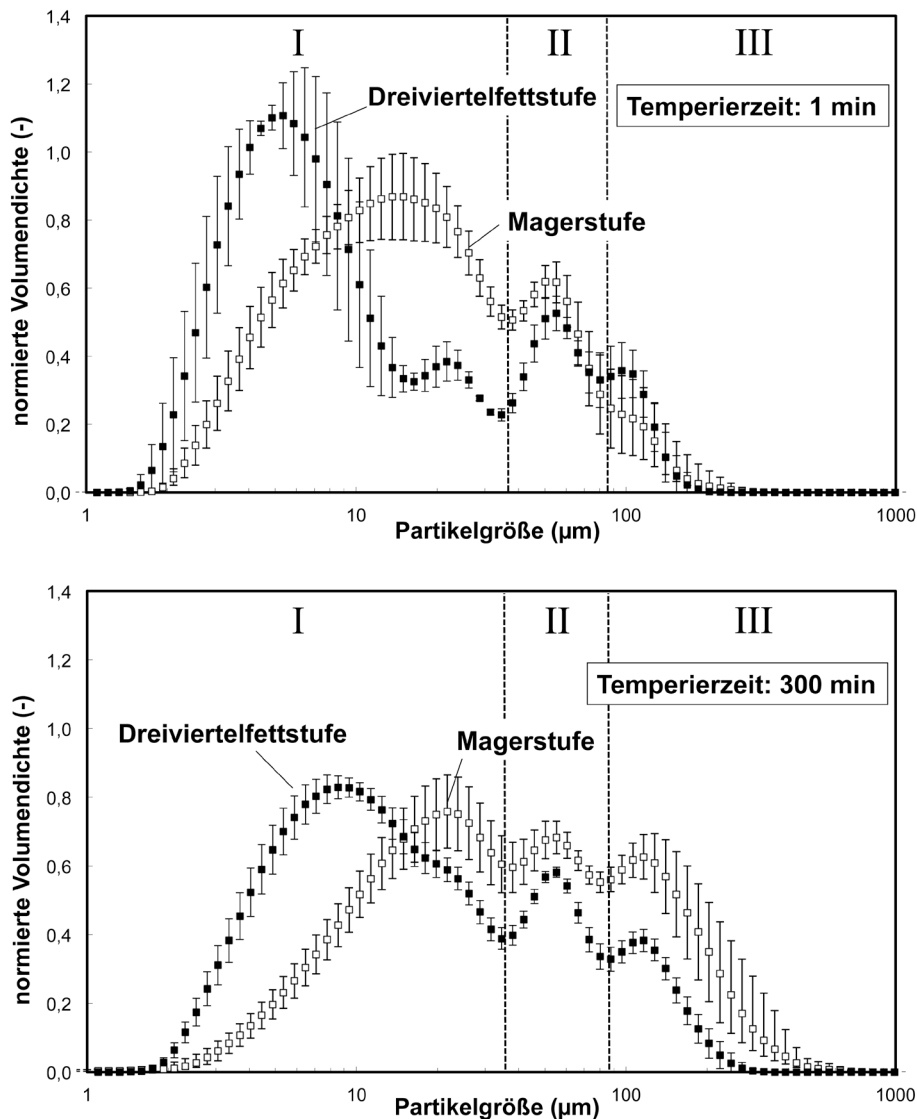 normierte Volumendichte (-)
1,4
1,2
1,0
0,8
0,6
0,4
0,2
0,0
I
II
III
Temperierzeit: 1 min
Dreiviertelfettstufe
Magerstufe
1
10
100
1000
Partikelgröße (µm)
normierte Volumendichte (-)
1,4
1,2
1,0
0,8
0,6
0,4
0,2
0,0
I
II
III
Temperierzeit: 300 min
Dreiviertelfettstufe
Magerstufe
1
10
100
1000
Partikelgröße (µm)